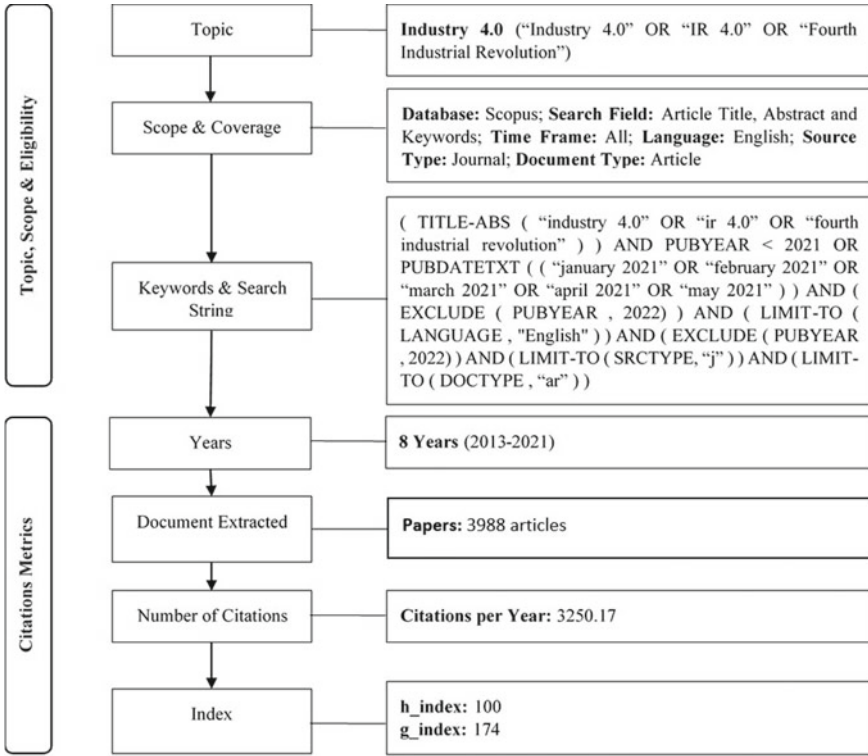 Topic, Scope & Eligibility
Topic
Industry 4.0 (“Industry 4.0” OR “IR 4.0” OR “Fourth
Industrial Revolution”)
Scope & Coverage
Database: Scopus; Search Field: Article Title, Abstract and
Keywords; Time Frame: All; Language: English; Source
Type: Journal; Document Type: Article
Keywords & Search
String
( TITLE-ABS ( “industry 4.0” OR “ir 4.0” OR “fourth
industrial revolution” ) ) AND PUBYEAR < 2021 OR
PUBDATETXT ( ( “january 2021” OR “february 2021” OR
“march 2021” OR “april 2021” OR “may 2021” ) ) AND (
EXCLUDE ( PUBYEAR , 2022) ) AND ( LIMIT-TO (
LANGUAGE , "English" ) ) AND ( EXCLUDE ( PUBYEAR
, 2022) ) AND ( LIMIT-TO ( SRCTYPE, “j” ) ) AND ( LIMIT-
TO ( DOCTYPE , “ar” ) )
Citations Metrics
Years
8 Years (2013-2021)
Document Extracted
Papers: 3988 articles
Number of Citations
Citations per Year: 3250.17
Index
h_index: 100
g_index: 174